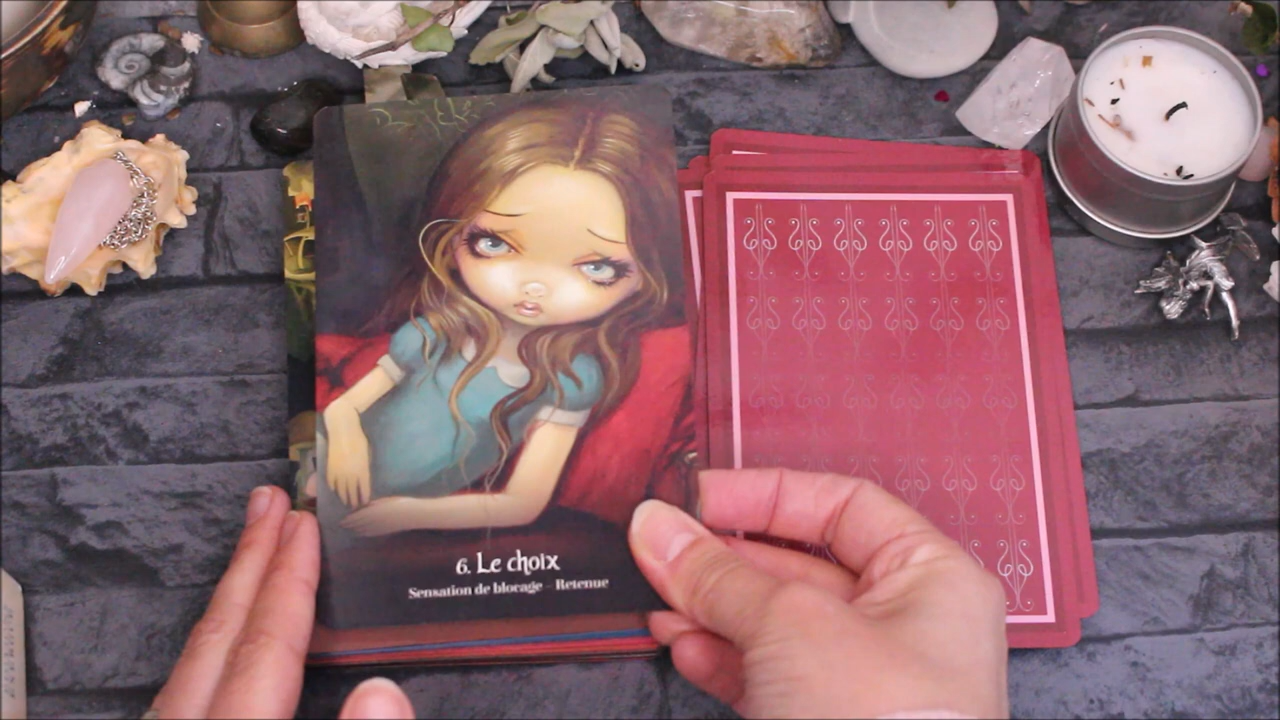 6. Le choix
Sensation de blocage – Retenue